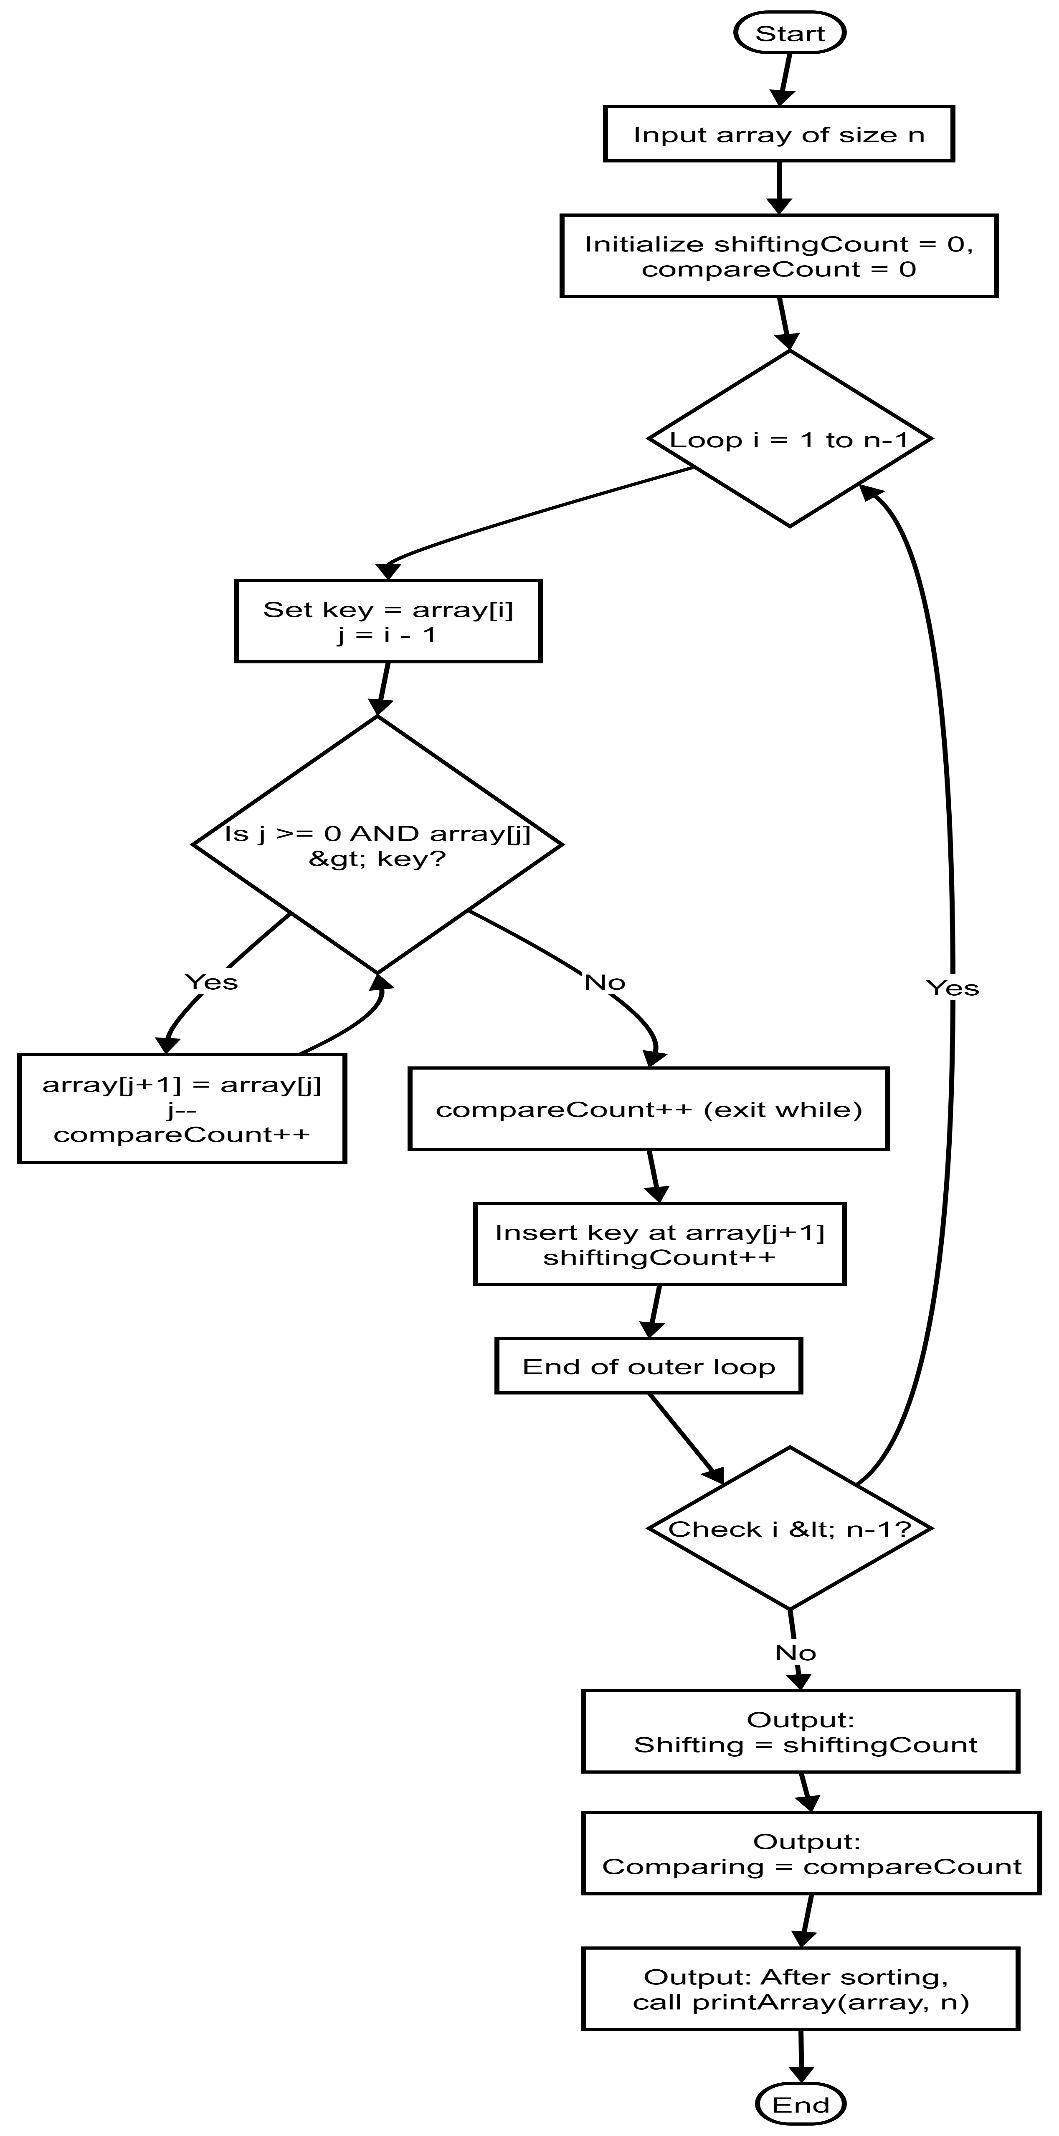 Start
Input array of size n
Initialize shiftingCount = 0,
compareCount = 0
Loop i = 1 to n-1
Set key = array[i]
j = i - 1
Is j >= 0 AND array[j]
&gt; key?
Yes
No
Yes
array[j+1] = array[j]
j--
compareCount++
compareCount++ (exit while)
Insert key at array[j+1]
shiftingCount++
End of outer loop
Check i &lt; n-1?
No
Output:
Shifting = shiftingCount
Output:
Comparing = compareCount
Output: After sorting,
call printArray(array, n)
End